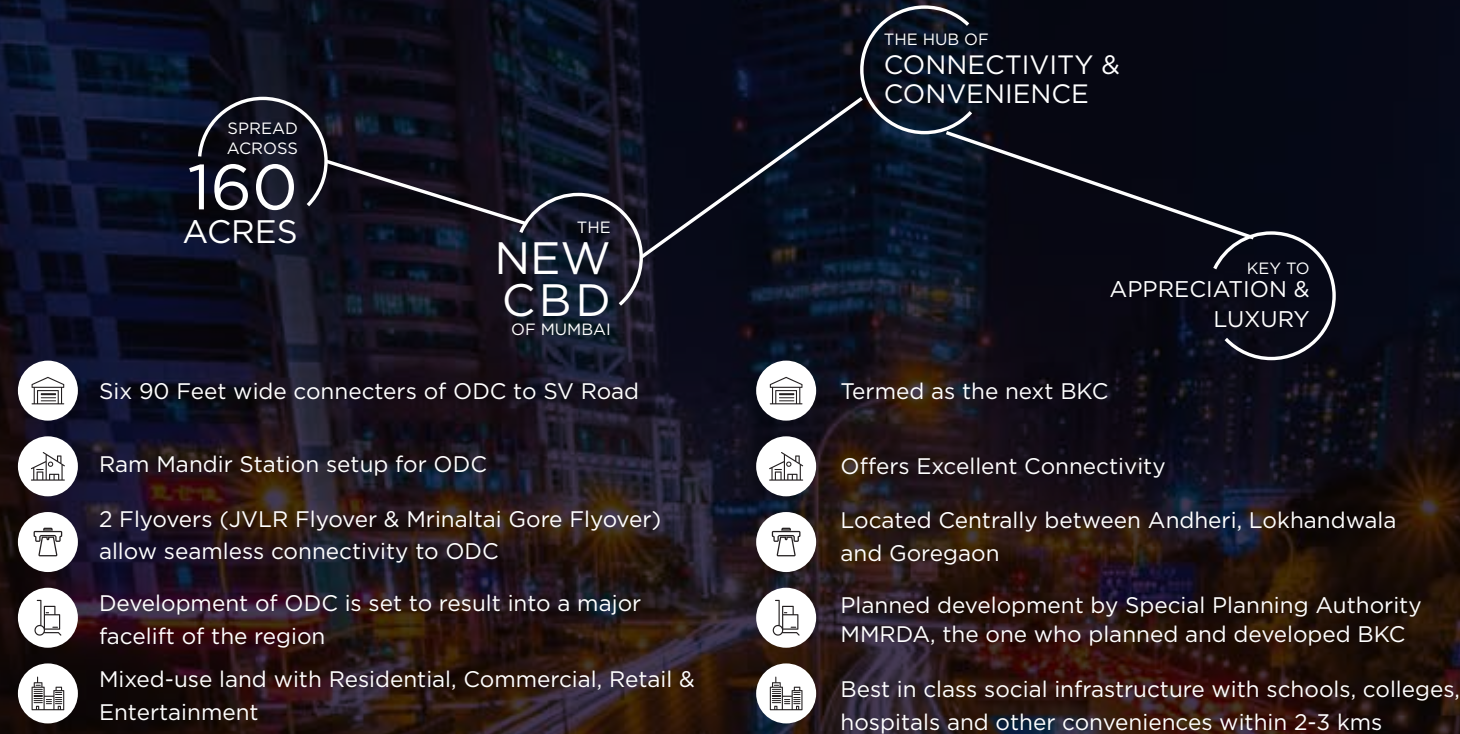 SPREAD
ACROSS
160
ACRES
THE
NEW
CBD
OF MUMBAI
THE HUB OF
CONNECTIVITY &
CONVENIENCE
KEY TO
APPRECIATION &
LUXURY
Six 90 Feet wide connecters of ODC to SV Road
Ram Mandir Station setup for ODC
2 Flyovers (JVLR Flyover & Mrinaltai Gore Flyover)
allow seamless connectivity to ODC
Development of ODC is set to result into a major
facelift of the region
Mixed-use land with Residential, Commercial, Retail &
Entertainment
Termed as the next BKC
Offers Excellent Connectivity
Located Centrally between Andheri, Lokhandwala
and Goregaon
Planned development by Special Planning Authority
MMRDA, the one who planned and developed BKC
Best in class social infrastructure with schools, colleges,
hospitals and other conveniences within 2-3 kms